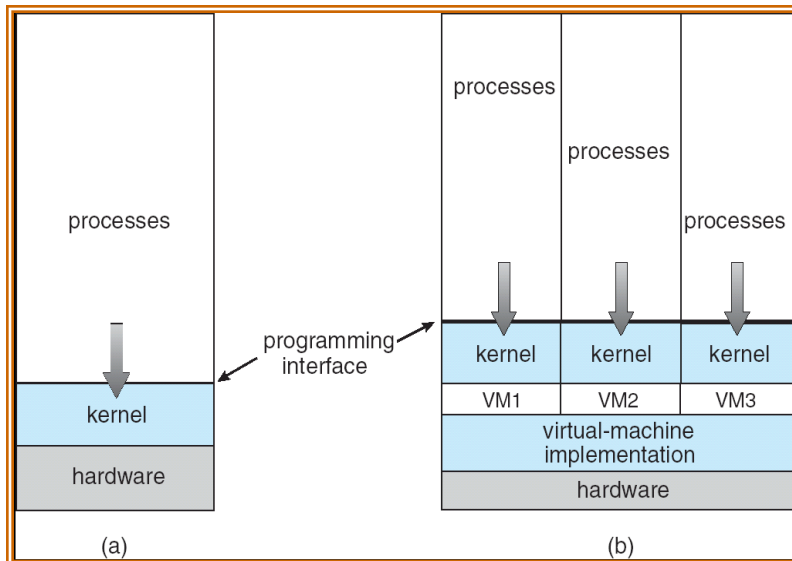 processes
kernel
hardware
(a)
programming
interface
processes
processes
processes
kernel
kernel
kernel
VM1
VM2
VM3
virtual-machine
implementation
hardware
(b)